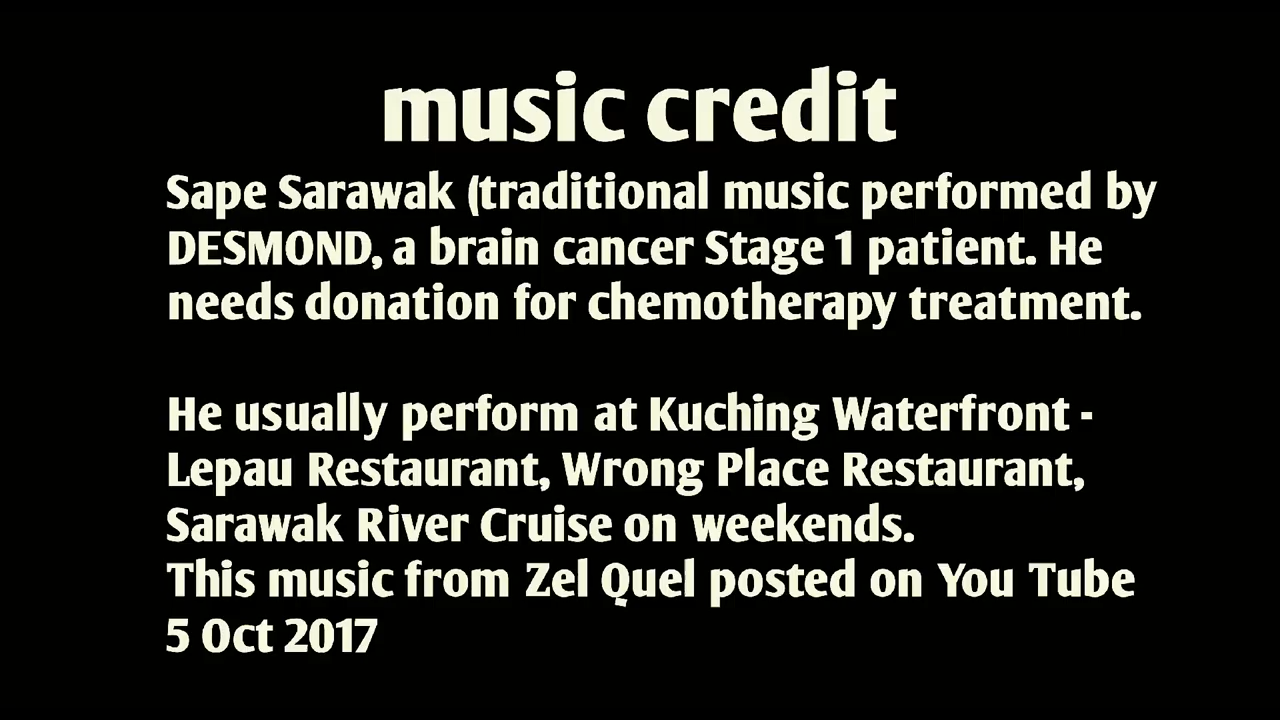 music credit
Sape Sarawak (traditional music performed by
DESMOND, a brain cancer Stage 1 patient. He
needs donation for chemotherapy treatment.
He usually perform at Kuching Waterfront -
Lepau Restaurant, Wrong Place Restaurant,
Sarawak River Cruise on weekends.
This music from Zel Quel posted on You Tube
5 Oct 2017